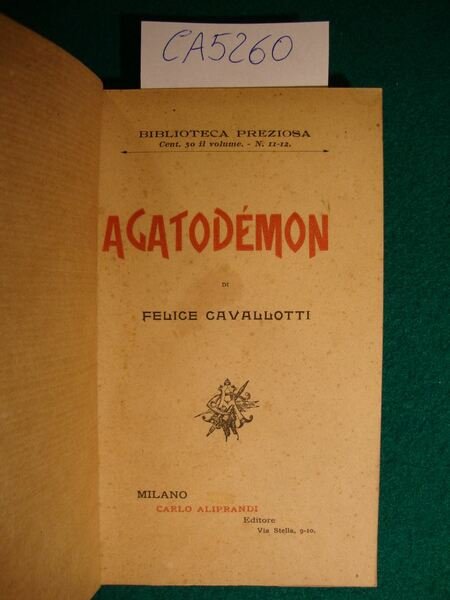 CA5260
BIBLIOTECA PREZIOSA
Cent. 50 il volume. - N. 11-12.
AGATODÉMON
DI
FELICE CAVALLOTTI
MILANO
CARLO ALIPRANDI
Editore
Via Stella, 9-10.